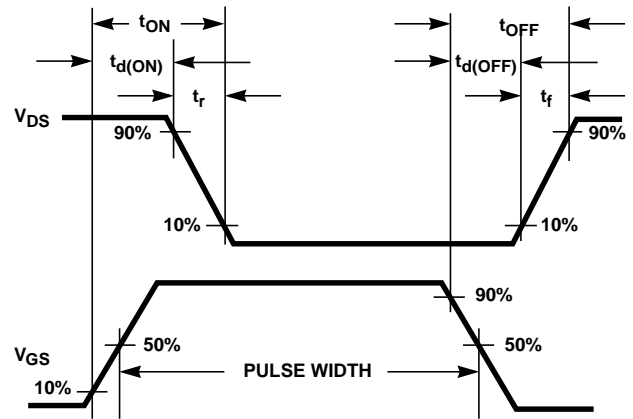 tON
tOFF
td(ON)
td(OFF)
tr
tf
VDS
90%
90%
10%
10%
90%
VGS
50%
50%
PULSE WIDTH
10%